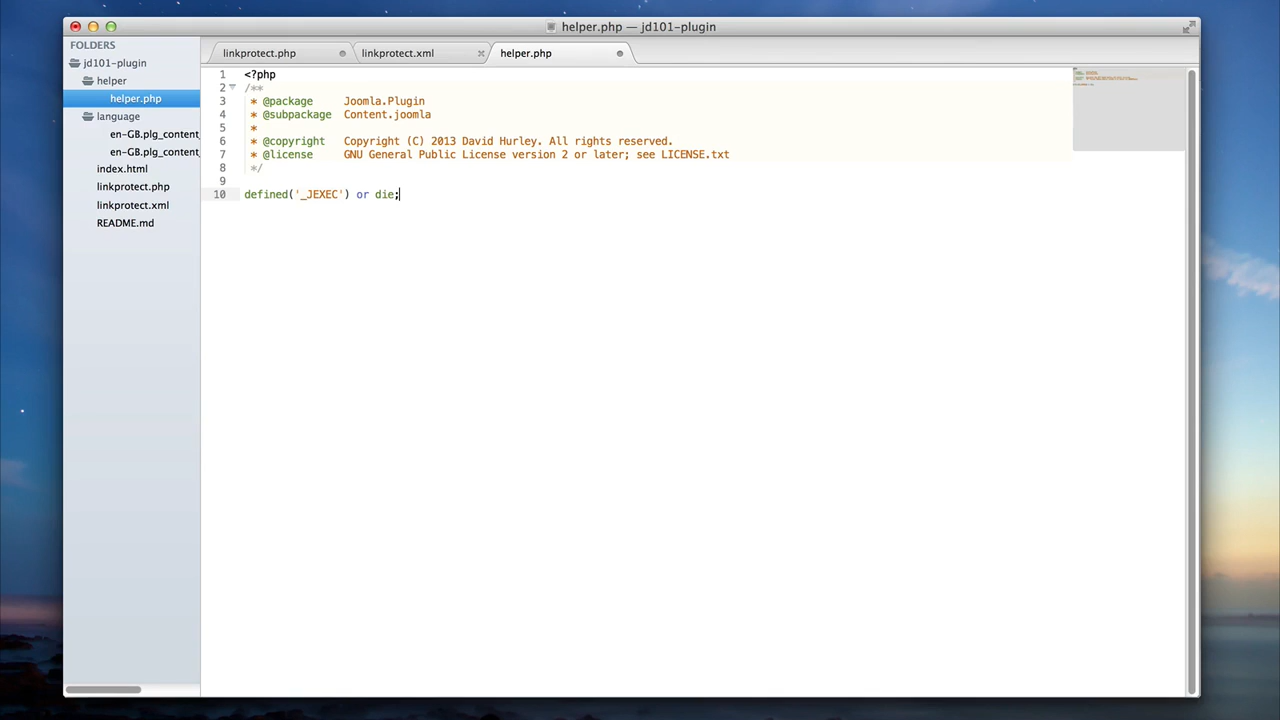 helper.php — jd101-plugin
FOLDERS
jd101-plugin
helper
helper.php
language
en-GB.plg_content_
en-GB.plg_content_
index.html
linkprotect.php
linkprotect.xml
README.md
linkprotect.php
linkprotect.xml
helper.php
1 <?php
2 /**
3 * @package Joomla.Plugin
4 * @subpackage Content.joomla
5 *
6 * @copyright Copyright (C) 2013 David Hurley. All rights reserved.
7 * @license GNU General Public License version 2 or later; see LICENSE.txt
8 */
9
10 defined('_JEXEC') or die;